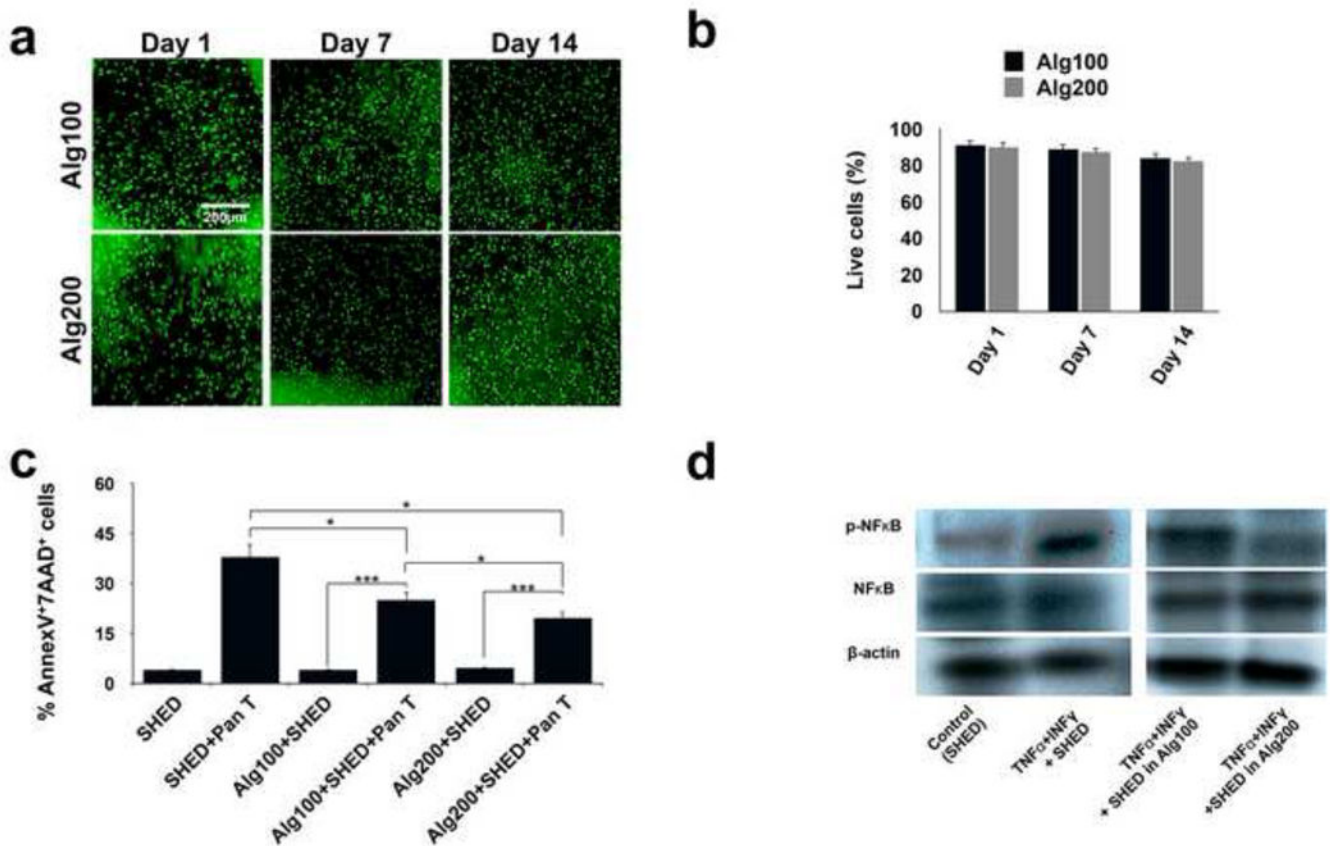 a
Day 1 Day 7 Day 14
Alg100
200µm
Alg200
b
Alg100
Alg200
Live cells (%)
100
80
60
40
20
0
Day 1
Day 7
Day 14
c
% AnnexV⁺7AAD⁺ cells
60
45
30
15
0
*
*
*
***
***
SHED
SHED+Pan T
Alg100+SHED
Alg100+SHED+Pan T
Alg200+SHED
Alg200+SHED+Pan T
d
p-NFκB
NFκB
β-actin
Control
(SHED)
TNFα+INFγ
+ SHED
TNFα+INFγ
+ SHED in Alg100
TNFα+INFγ
+SHED in Alg200